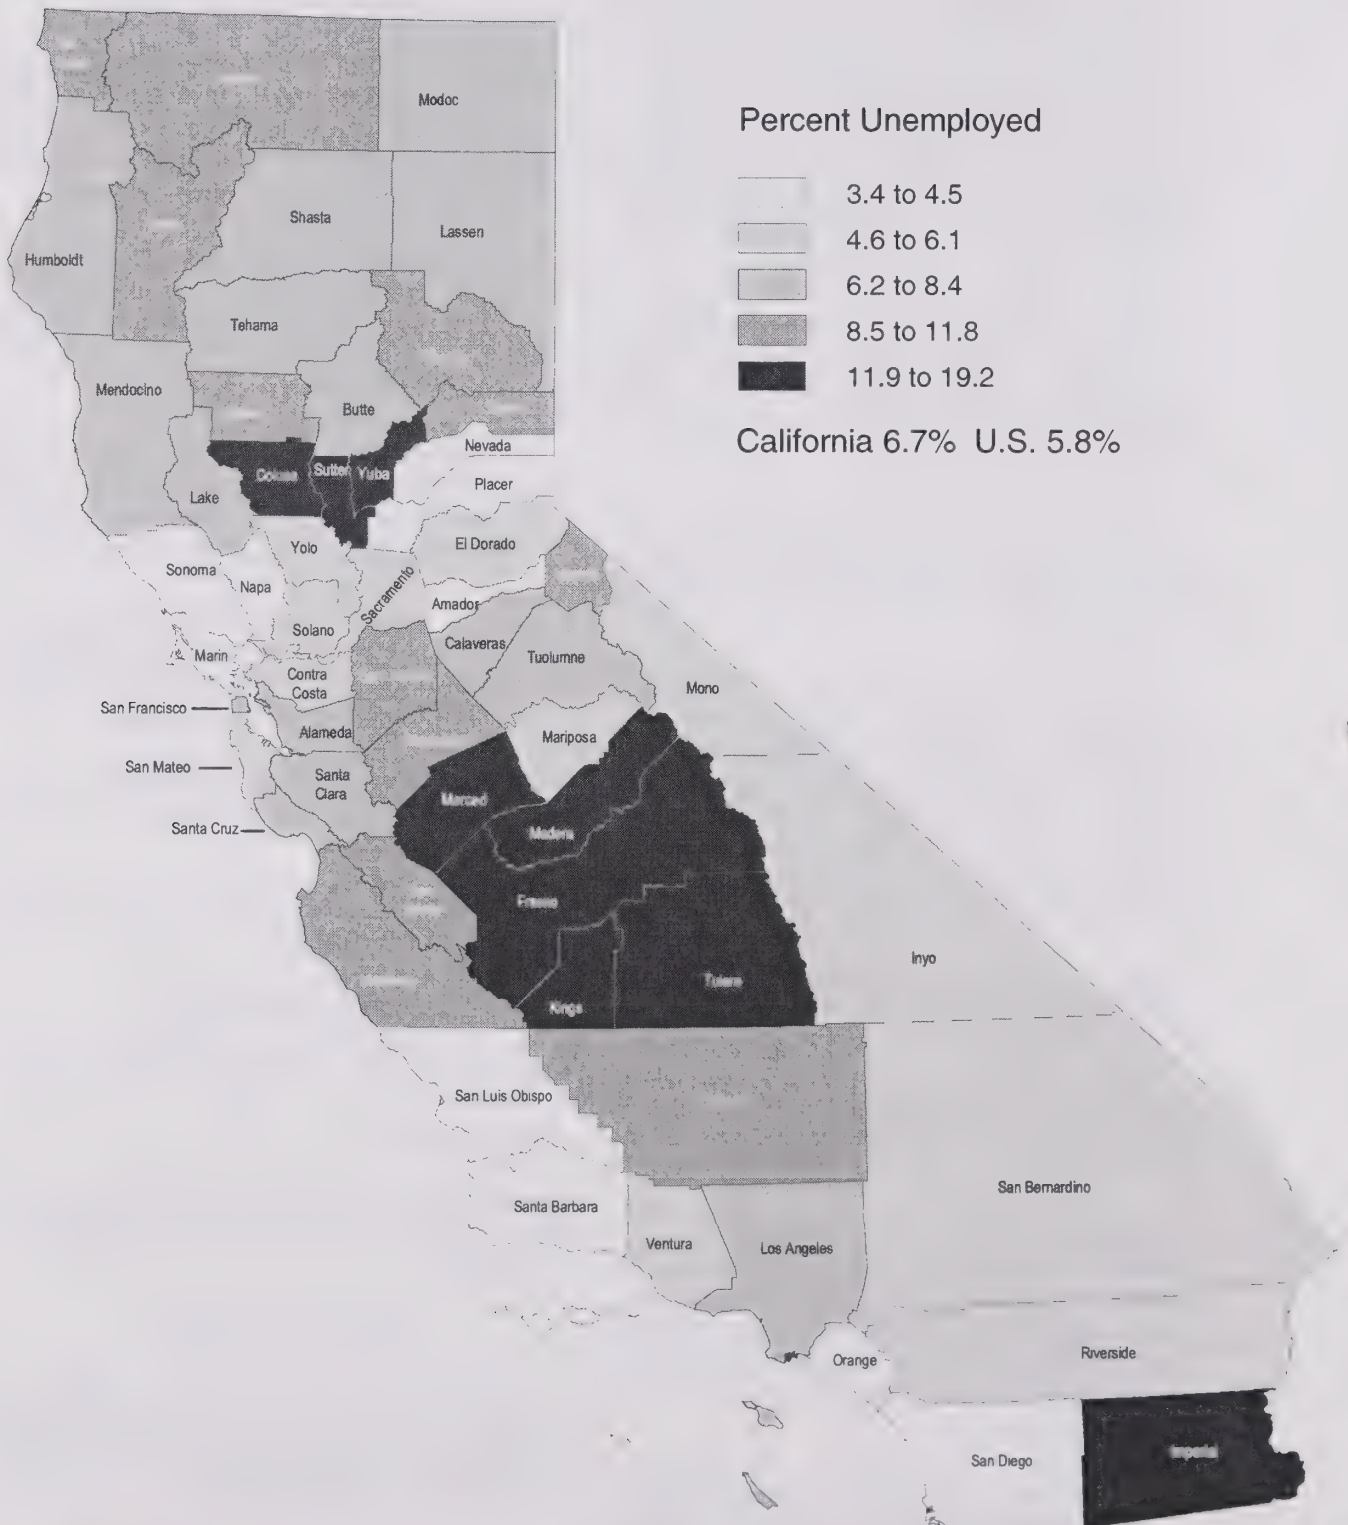 Modoc
Percent Unemployed
3.4 to 4.5
4.6 to 6.1
6.2 to 8.4
8.5 to 11.8
11.9 to 19.2
California 6.7% U.S. 5.8%
Shasta
Lassen
Humboldt
Tehama
Mendocino
Butte
Nevada
Colusa
Sutter
Yuba
Placer
Lake
Yolo
El Dorado
Sonoma
Napa
Sacramento
Amador
Solano
Calaveras
Marin
Tuolumne
Contra
Costa
Mono
San Francisco
Alameda
Mariposa
San Mateo
Santa
Clara
Merced
Santa Cruz
Madera
Fresno
Inyo
Tulare
Kings
San Luis Obispo
San Bernardino
Santa Barbara
Ventura
Los Angeles
Orange
Riverside
San Diego
Imperial